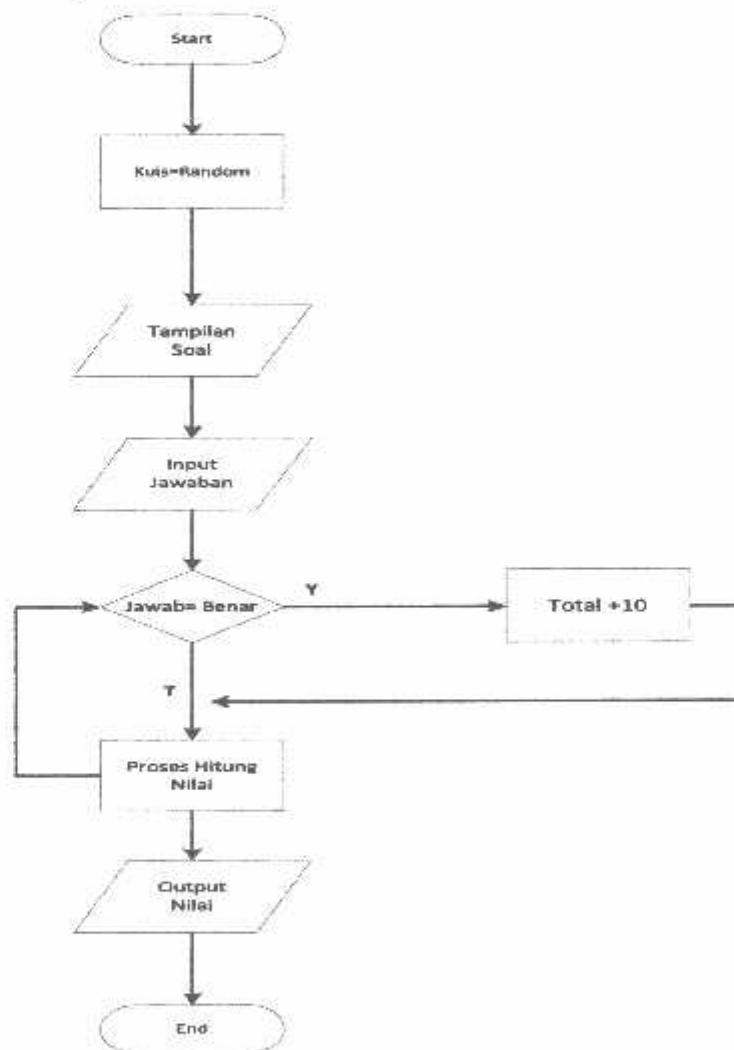 Start
Kuis=Random
Tampilan
Soal
Input
Jawaban
Jawab= Benar
Y
Total +10
T
Proses Hitung
Nilai
Output
Nilai
End